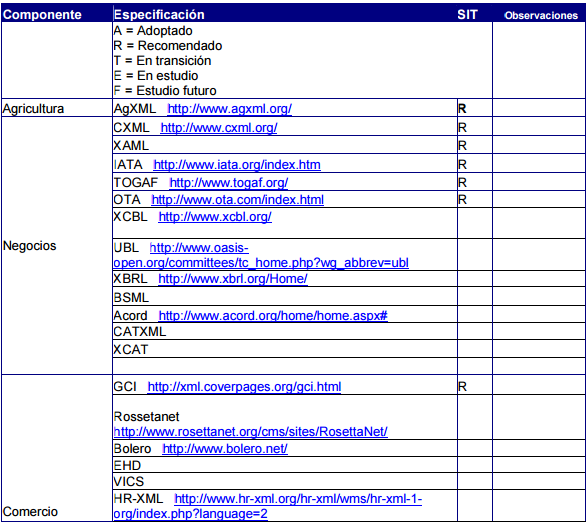 Componente Especificación SIT Observaciones
A = Adoptado
R = Recomendado
T = En transición
E = En estudio
F = Estudio futuro
Agricultura AgXML http://www.agxml.org/ R
CXML http://www.cxml.org/ R
XAML R
IATA http://www.iata.org/index.htm R
TOGAF http://www.togaf.org/ R
OTA http://www.ota.com/index.html R
XCBL http://www.xcbl.org/
Negocios UBL http://www.oasis-
open.org/committees/tc_home.php?wg_abbrev=ubl
XBRL http://www.xbrl.org/Home/
BSML
Acord http://www.acord.org/home/home.aspx#
CATXML
XCAT
GCI http://xml.coverpages.org/gci.html R
Rossetanet
http://www.rosettanet.org/cms/sites/RosettaNet/
Bolero http://www.bolero.net/
EHD
VICS
HR-XML http://www.hr-xml.org/hr-xml/wms/hr-xml-1-
Comercio org/index.php?language=2